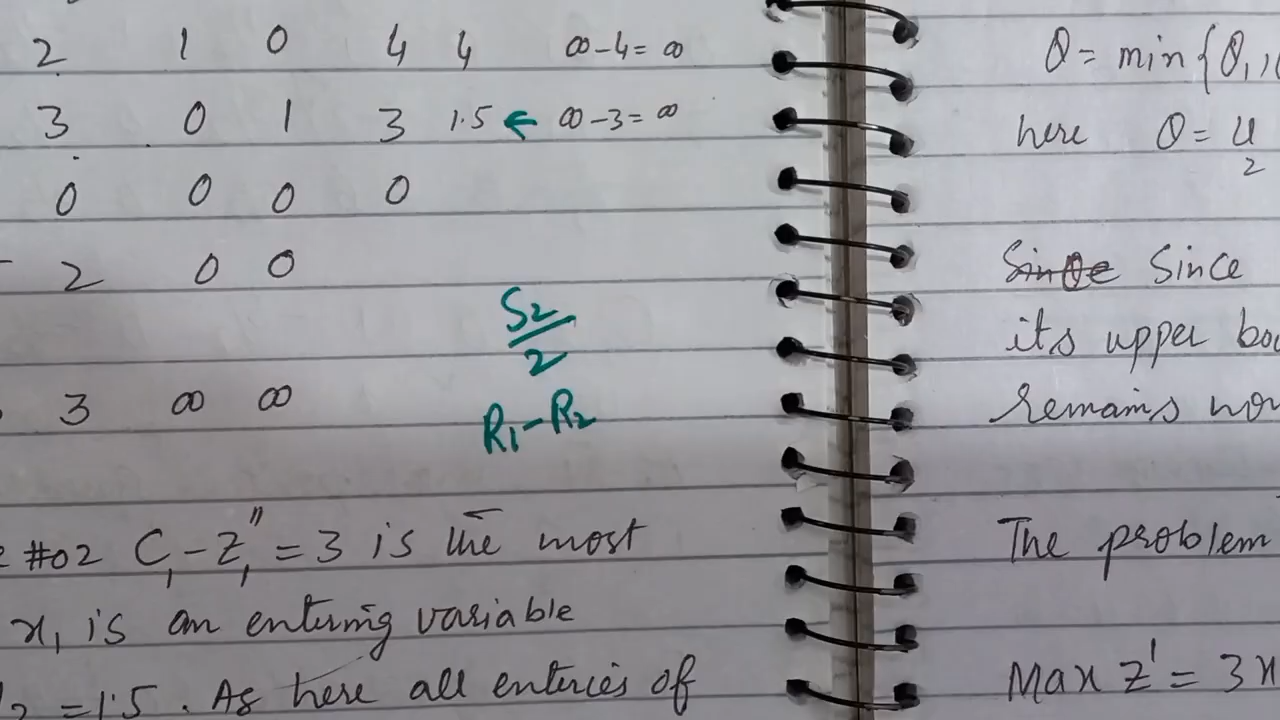 2 1 0 4 4 ∞-4=∞
3 0 1 3 1.5 ← ∞-3=∞
0 0 0 0
2 0 0
S2/2
3 ∞ ∞
R1-R2
#02 C1-Z1''=3 is the most
x1 is an entering variable
=1.5. As here all enteries of
θ= min{θ1,
here θ= u
2
Since
its upper
remains
The problem
Max Z'= 3x